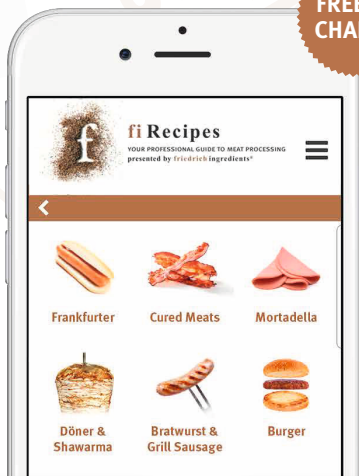 FREE
f
fi Recipes
YOUR PROFESSIONAL GUIDE TO MEAT PROCESSING
presented by friedrich ingredients®
Frankfurter
Cured Meats
Mortadella
Döner &
Shawarma
Bratwurst &
Grill Sausage
Burger